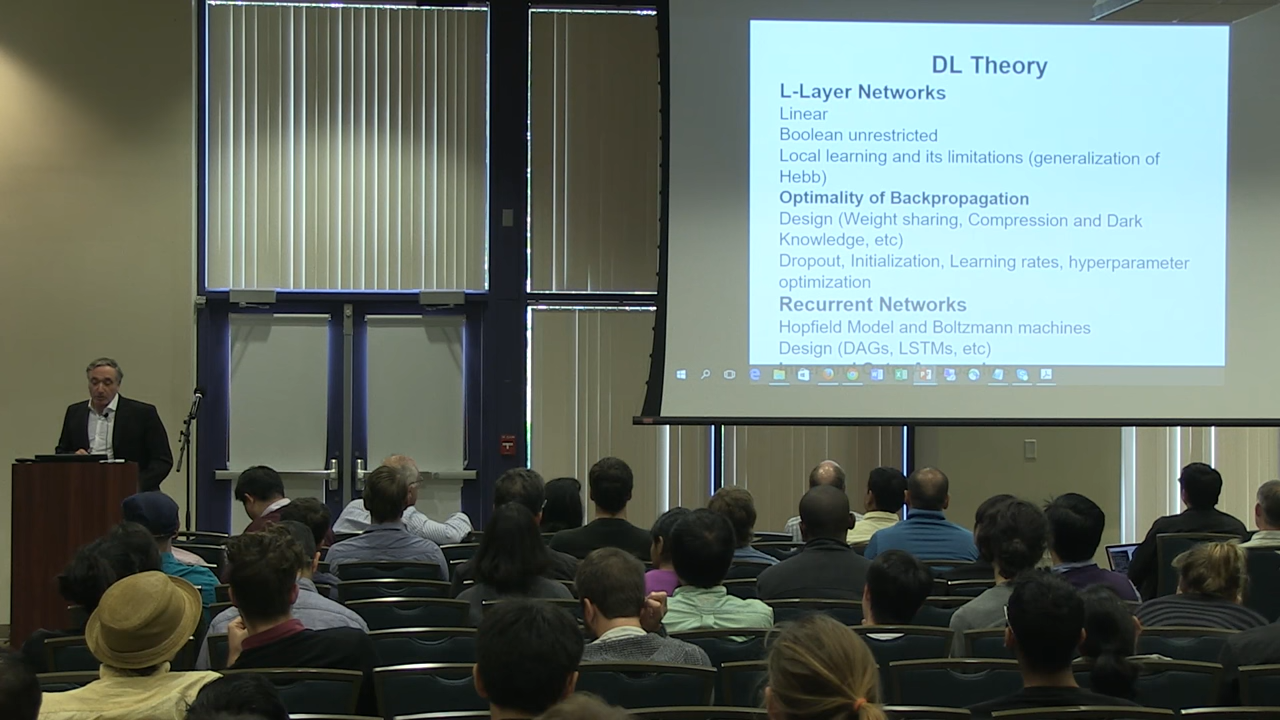 DL Theory
L-Layer Networks
Linear
Boolean unrestricted
Local learning and its limitations (generalization of
Hebb)
Optimality of Backpropagation
Design (Weight sharing, Compression and Dark
Knowledge, etc)
Dropout, Initialization, Learning rates, hyperparameter
optimization
Recurrent Networks
Hopfield Model and Boltzmann machines
Design (DAGs, LSTMs, etc)